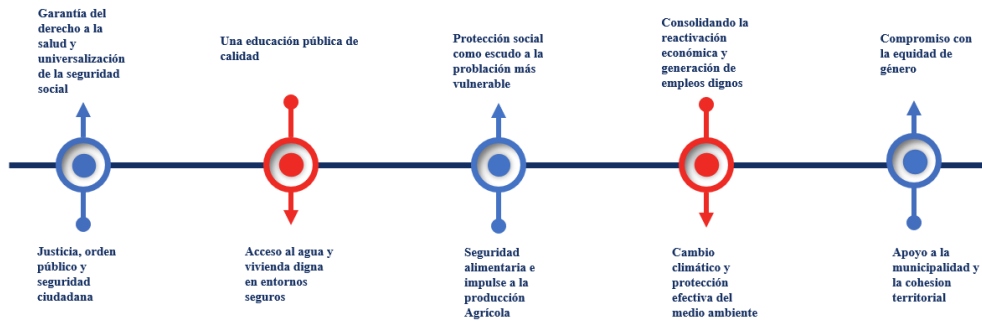 Garantía del
derecho a la
salud y
universalización
de la seguridad
social
Una educación pública de
calidad
Protección social
como escudo a la
problación más
vulnerable
Consolidando la
reactivación
económica y
generación de
empleos dignos
Compromiso con
la equidad de
género
Justicia, orden
público y
seguridad
ciudadana
Acceso al agua y
vivienda digna
en entornos
seguros
Seguridad
alimentaria e
impulse a la
producción
Agrícola
Cambio
climático y
protección
efectiva del
medio ambiente
Apoyo a la
municipalidad y
la cohesion
territorial